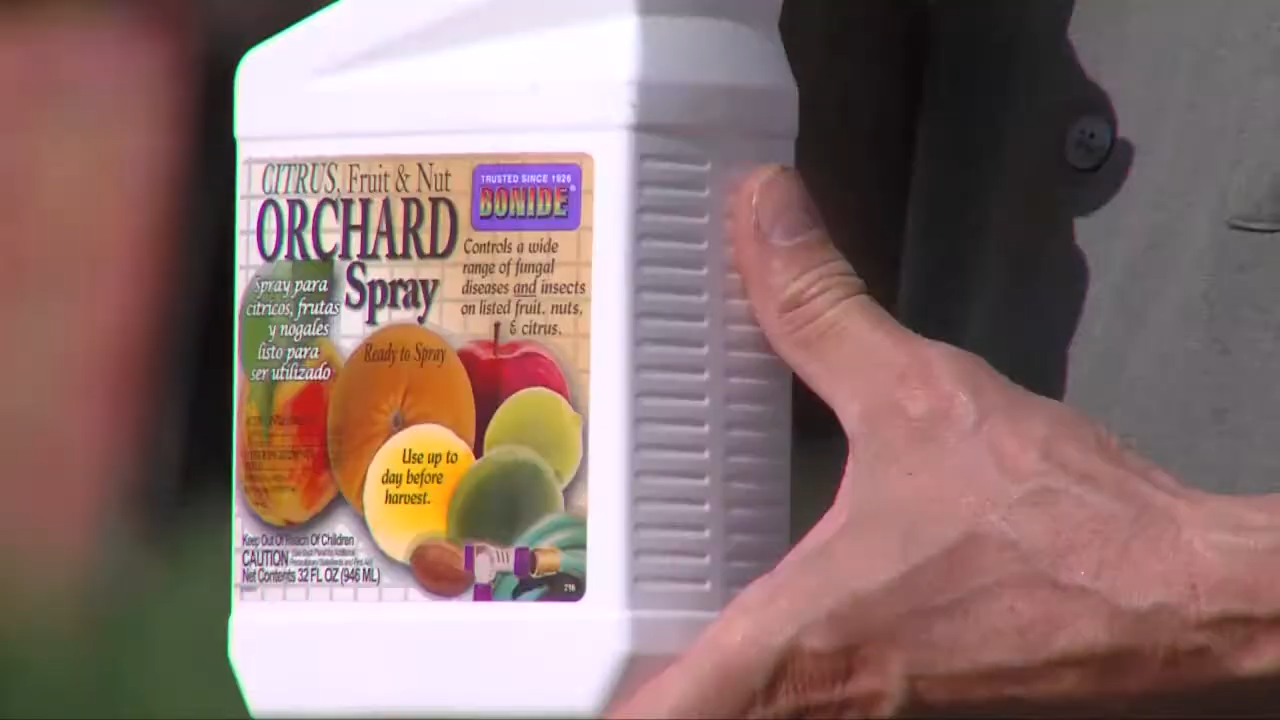 CITRUS, Fruit & Nut
ORCHARD
Spray
TRUSTED SINCE 1926
BONIDE®
Controls a wide
range of fungal
diseases and insects
on listed fruit, nuts,
& citrus.
Spray para
citricos, frutas
y nogales
listo para
ser utilizado
Ready to Spray
Use up to
day before
harvest.
Keep Out Of Reach Of Children
CAUTION
Net Contents 32 FL OZ (946 ML)
716